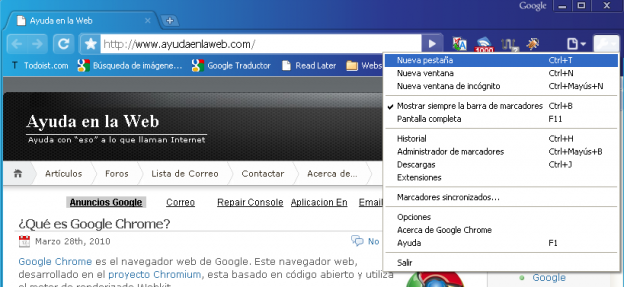 Ayuda en la Web
Google
http://www.ayudaenlaweb.com/
3000
Todoist.com
Búsqueda de imágene...
Google Traductor
Read Later
Webs
Nueva pestaña Ctrl+T
Nueva ventana Ctrl+N
Nueva ventana de incógnito Ctrl+Mayús+N
Mostrar siempre la barra de marcadores Ctrl+B
Pantalla completa F11
Historial Ctrl+H
Administrador de marcadores Ctrl+Mayús+B
Descargas Ctrl+J
Extensiones
Marcadores sincronizados...
Opciones
Acerca de Google Chrome
Ayuda F1
Salir
Ayuda en la Web
Ayuda con "eso" a lo que llaman Internet
Artículos
Foros
Lista de Correo
Contactar
Acerca de...
Anuncios Google
Correo
Repair Console
Aplicacion En
Email
¿Qué es Google Chrome?
Marzo 28th, 2010
No
Google Chrome es el navegador web de Google. Este navegador web,
desarrollado en el proyecto Chromium, esta basado en código abierto y utiliza
el motor de renderizado Webkit
Google